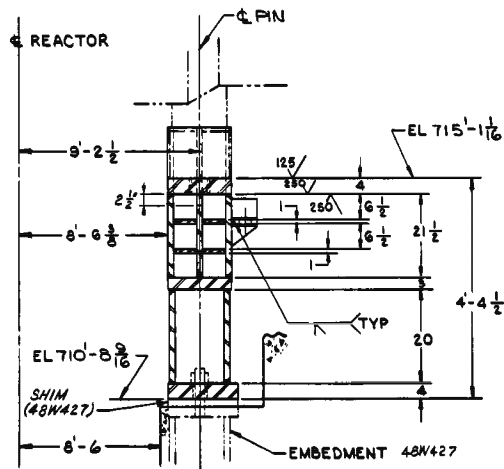 ℄ PIN
℄ REACTOR
9'-2 1/2
EL 715'-1 1/16
125
250
4
2 1/2"
1
250
6 1/2
21 1/2
8'-6 3/8
6 1/2
1
3
4'-4 1/2
TYP
20
EL 710'-8 9/16
SHIM
(48W427)
4
8'-6
EMBEDMENT 48W427